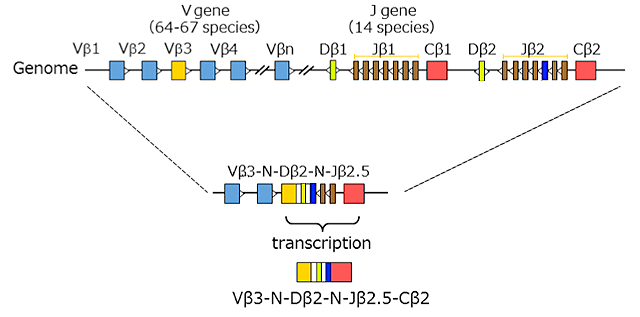 V gene
(64-67 species)
J gene
(14 species)
Vβ1 Vβ2 Vβ3 Vβ4 Vβn Dβ1 Jβ1 Cβ1 Dβ2 Jβ2 Cβ2
Genome
Vβ3-N-Dβ2-N-Jβ2.5
transcription
Vβ3-N-Dβ2-N-Jβ2.5-Cβ2